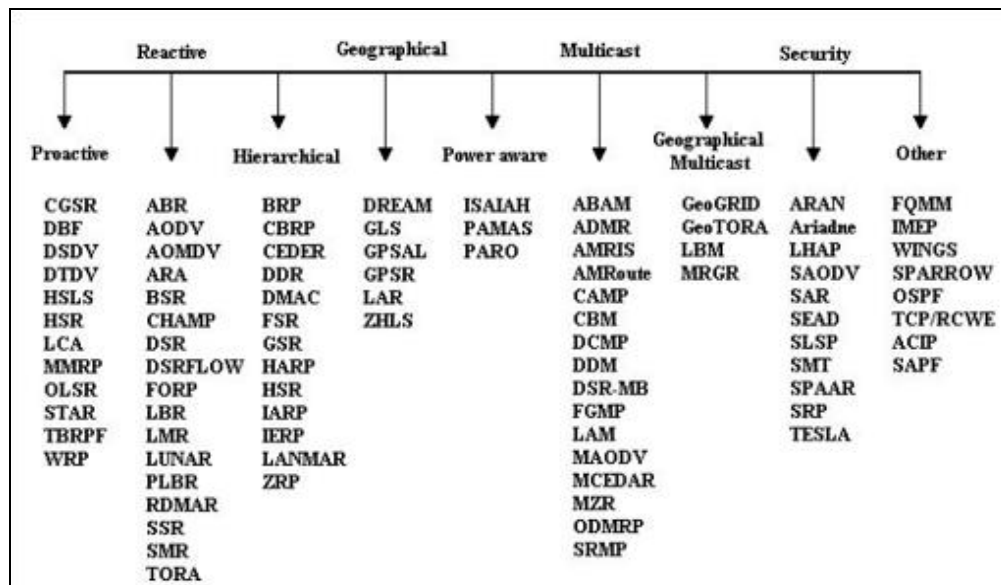 Reactive
Geographical
Multicast
Security
Proactive
Hierarchical
Power aware
Geographical
Multicast
Other
CGSR
DBF
DSDV
DTDV
HSLS
HSR
LCA
MMRP
OLSR
STAR
TBRPF
WRP
ABR
AODV
AOMDV
ARA
BSR
CHAMP
DSR
DSRFLOW
FORP
LBR
LMR
LUNAR
PLBR
RDMAR
SSR
SMR
TORA
BRP
CBRP
CEDER
DDR
DMAC
FSR
GSR
HARP
HSR
IARP
IERP
LANMAR
ZRP
DREAM
GLS
GPSAL
GPSR
LAR
ZHLS
ISAIAH
PAMAS
PARO
ABAM
ADMR
AMRIS
AMRoute
CAMP
CBM
DCMP
DDM
DSR-MB
FGMP
LAM
MAODV
MCEDAR
MZR
ODMRP
SRMP
GeoGRID
GeoTORA
LBM
MRGR
ARAN
Ariadne
LHAP
SAODV
SAR
SEAD
SLSP
SMT
SPAAR
SRP
TESLA
FQMM
IMEP
WINGS
SPARROW
OSPF
TCP/RCWE
ACIP
SAPF